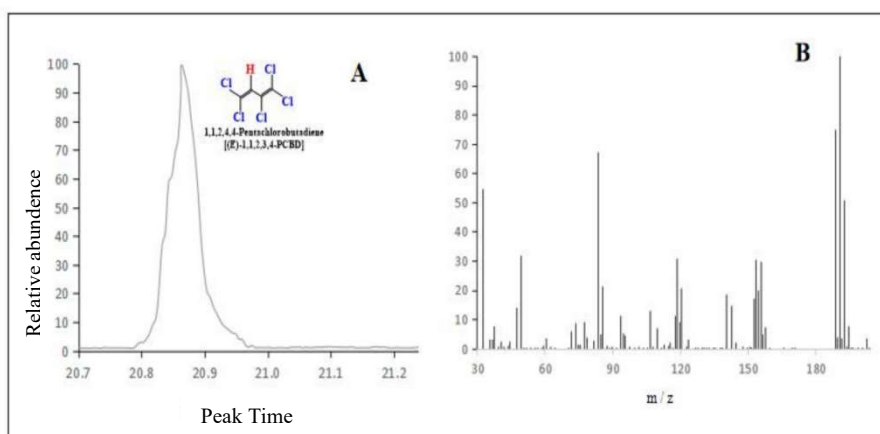 A
B
H
Cl
Cl
Cl
Cl
Cl
1,1,2,4,4-Pentachlorobutadiene
[(E)-1,1,2,3,4-PCBD]
Relative abundence
100
90
80
70
60
50
40
30
20
10
0
20.7 20.8 20.9 21.0 21.1 21.2
Peak Time
100
90
80
70
60
50
40
30
20
10
0
30 60 90 120 150 180
m / z